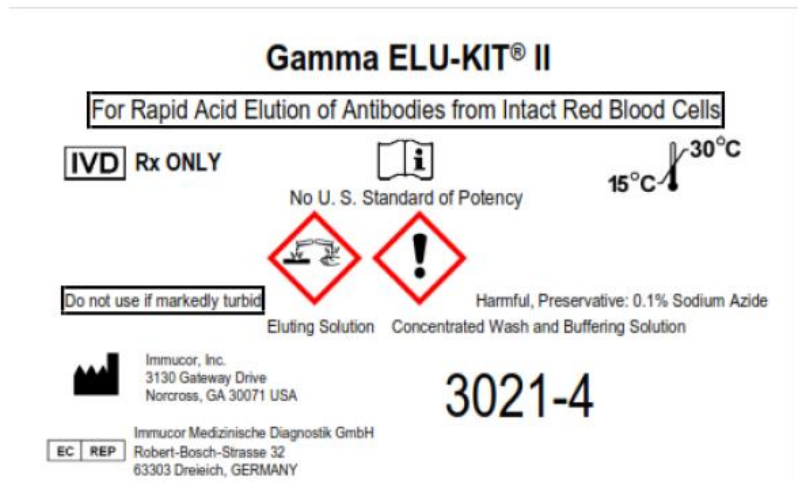 Gamma ELU-KIT® II
For Rapid Acid Elution of Antibodies from Intact Red Blood Cells
IVD Rx ONLY
i
30°C
15°C
No U. S. Standard of Potency
Do not use if markedly turbid
Harmful, Preservative: 0.1% Sodium Azide
Eluting Solution Concentrated Wash and Buffering Solution
Immucor, Inc.
3130 Gateway Drive
Norcross, GA 30071 USA
3021-4
EC REP
Immucor Medizinische Diagnostik GmbH
Robert-Bosch-Strasse 32
63303 Dreieich, GERMANY